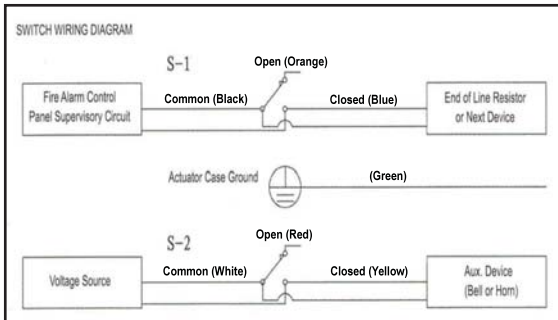 SWITCH WIRING DIAGRAM
S-1
Open (Orange)
Fire Alarm Control
Panel Supervisory Circuit
Common (Black)
Closed (Blue)
End of Line Resistor
or Next Device
Actuator Case Ground
(Green)
S-2
Open (Red)
Voltage Source
Common (White)
Closed (Yellow)
Aux. Device
(Bell or Horn)